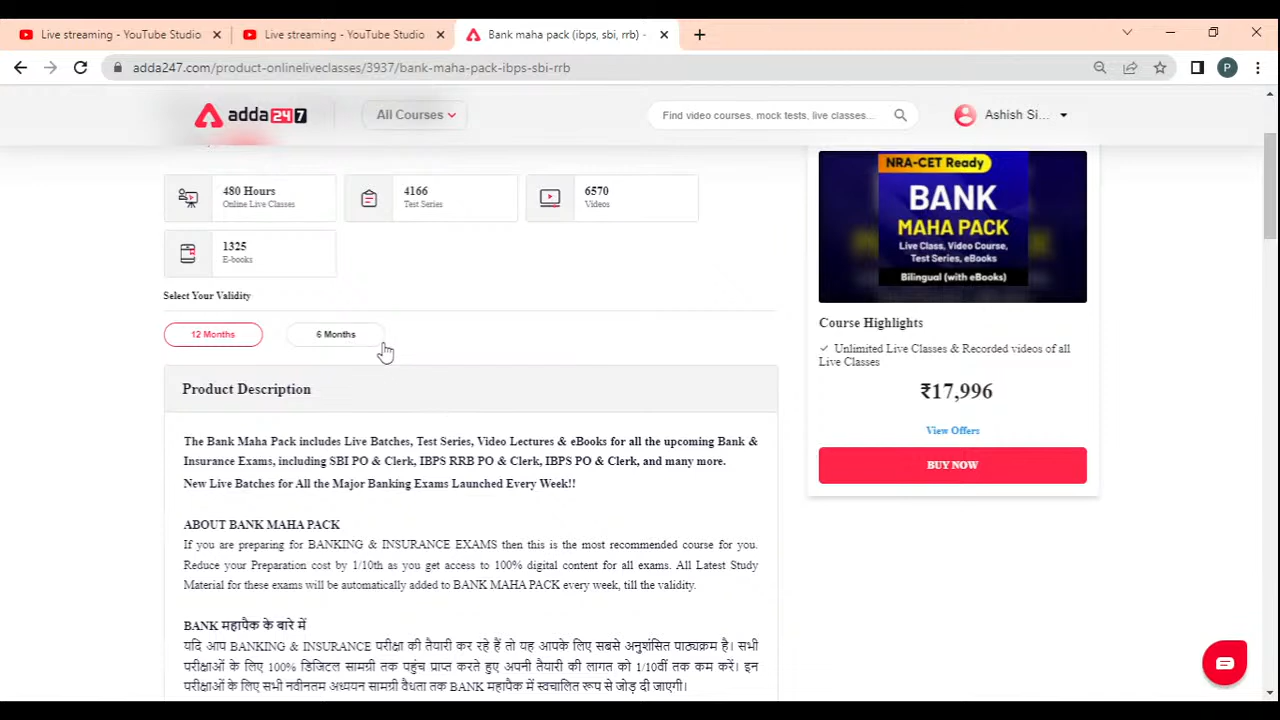 Live streaming - YouTube Studio
Live streaming - YouTube Studio
Bank maha pack (ibps, sbi, rrb) -
adda247.com/product-onlineliveclasses/3937/bank-maha-pack-ibps-sbi-rrb
P
adda247
All Courses
Find video courses, mock tests, live classes...
Ashish Si...
480 Hours
Online Live Classes
4166
Test Series
6570
Videos
1325
E-books
Select Your Validity
12 Months
6 Months
Product Description
The Bank Maha Pack includes Live Batches, Test Series, Video Lectures & eBooks for all the upcoming Bank &
Insurance Exams, including SBI PO & Clerk, IBPS RRB PO & Clerk, IBPS PO & Clerk, and many more.
New Live Batches for All the Major Banking Exams Launched Every Week!!
ABOUT BANK MAHA PACK
If you are preparing for BANKING & INSURANCE EXAMS then this is the most recommended course for you.
Reduce your Preparation cost by 1/10th as you get access to 100% digital content for all exams. All Latest Study
Material for these exams will be automatically added to BANK MAHA PACK every week, till the validity.
BANK महापैक के बारे में
यदि आप BANKING & INSURANCE परीक्षा की तैयारी कर रहे हैं तो यह आपके लिए सबसे अनुशंसित पाठ्यक्रम है। सभी
परीक्षाओं के लिए 100% डिजिटल सामग्री तक पहुंच प्राप्त करते हुए अपनी तैयारी की लागत को 1/10वीं तक कम करें। इन
परीक्षाओं के लिए सभी नवीनतम अध्ययन सामग्री वैधता तक BANK महापैक में स्वचालित रूप से जोड़ दी जाएगी।
NRA-CET Ready
BANK
MAHA PACK
Live Class, Video Course,
Test Series, eBooks
Bilingual (with eBooks)
Course Highlights
Unlimited Live Classes & Recorded videos of all
Live Classes
₹17,996
View Offers
BUY NOW